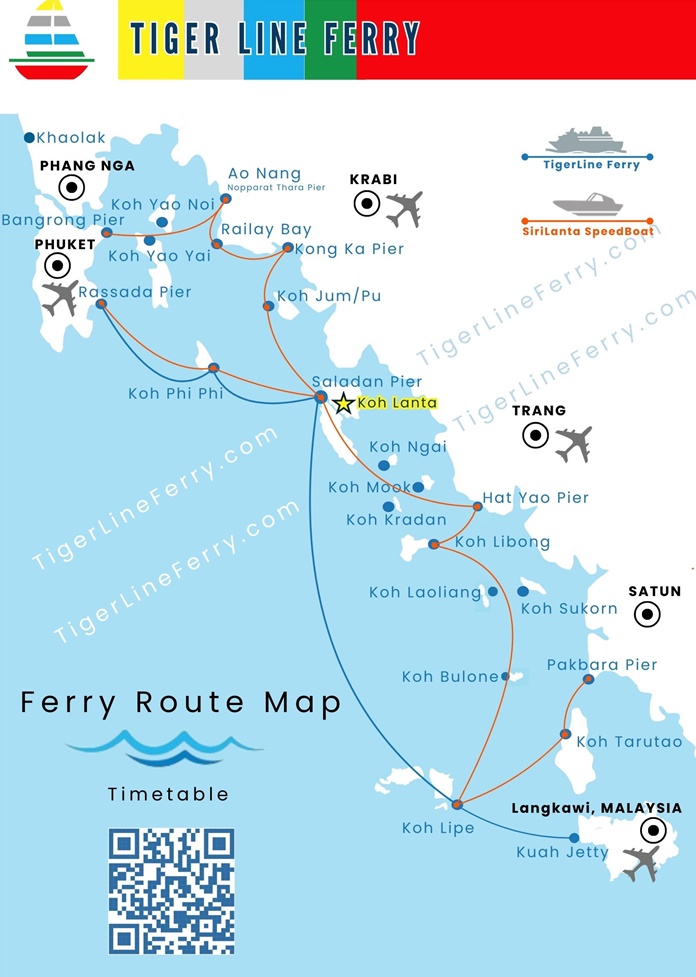 TIGER LINE FERRY
Khaolak
PHANG NGA
TigerLine Ferry
Ao Nang
Nopparat Thara Pier
KRABI
Koh Yao Noi
SiriLanta SpeedBoat
Bangrong Pier
Railay Bay
PHUKET
Koh Yao Yai
Kong Ka Pier
Rassada Pier
Koh Jum/Pu
TigerLineFerry.com
TigerLineFerry.com
Koh Phi Phi
Saladan Pier
Koh Lanta
TRANG
Koh Ngai
TigerLineFerry.com
Koh Mook
Hat Yao Pier
Koh Kradan
TigerLineFerry.com
Koh Libong
Koh Laoliang
SATUN
Koh Sukorn
Pakbara Pier
Koh Bulone
Ferry Route Map
Koh Tarutao
Timetable
Langkawi, MALAYSIA
Koh Lipe
Kuah Jetty